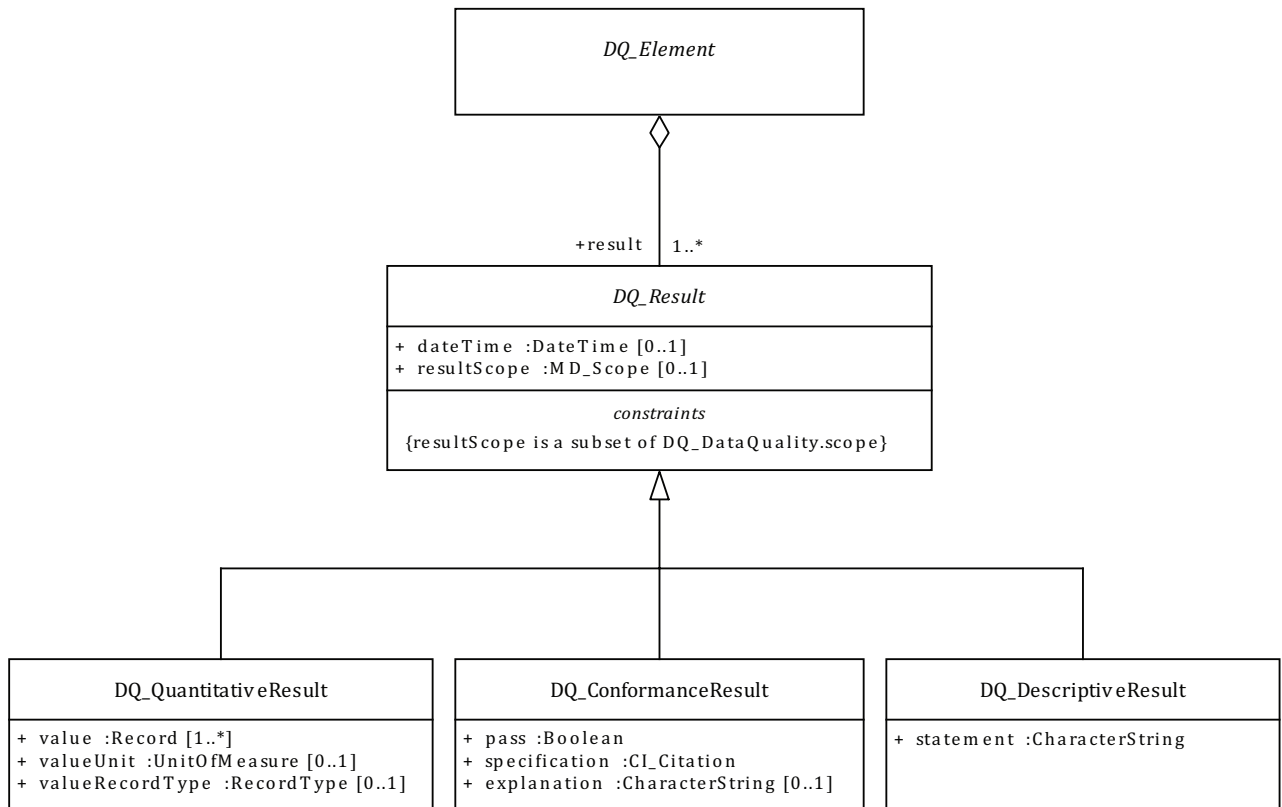 DQ_Element
+result 1..*
DQ_Result
+ dateTime :DateTime [0..1]
+ resultScope :MD_Scope [0..1]
constraints
{resultScope is a subset of DQ_DataQuality.scope}
DQ_QuantitativeResult
+ value :Record [1..*]
+ valueUnit :UnitOfMeasure [0..1]
+ valueRecordType :RecordType [0..1]
DQ_ConformanceResult
+ pass :Boolean
+ specification :CI_Citation
+ explanation :CharacterString [0..1]
DQ_DescriptiveResult
+ statement :CharacterString